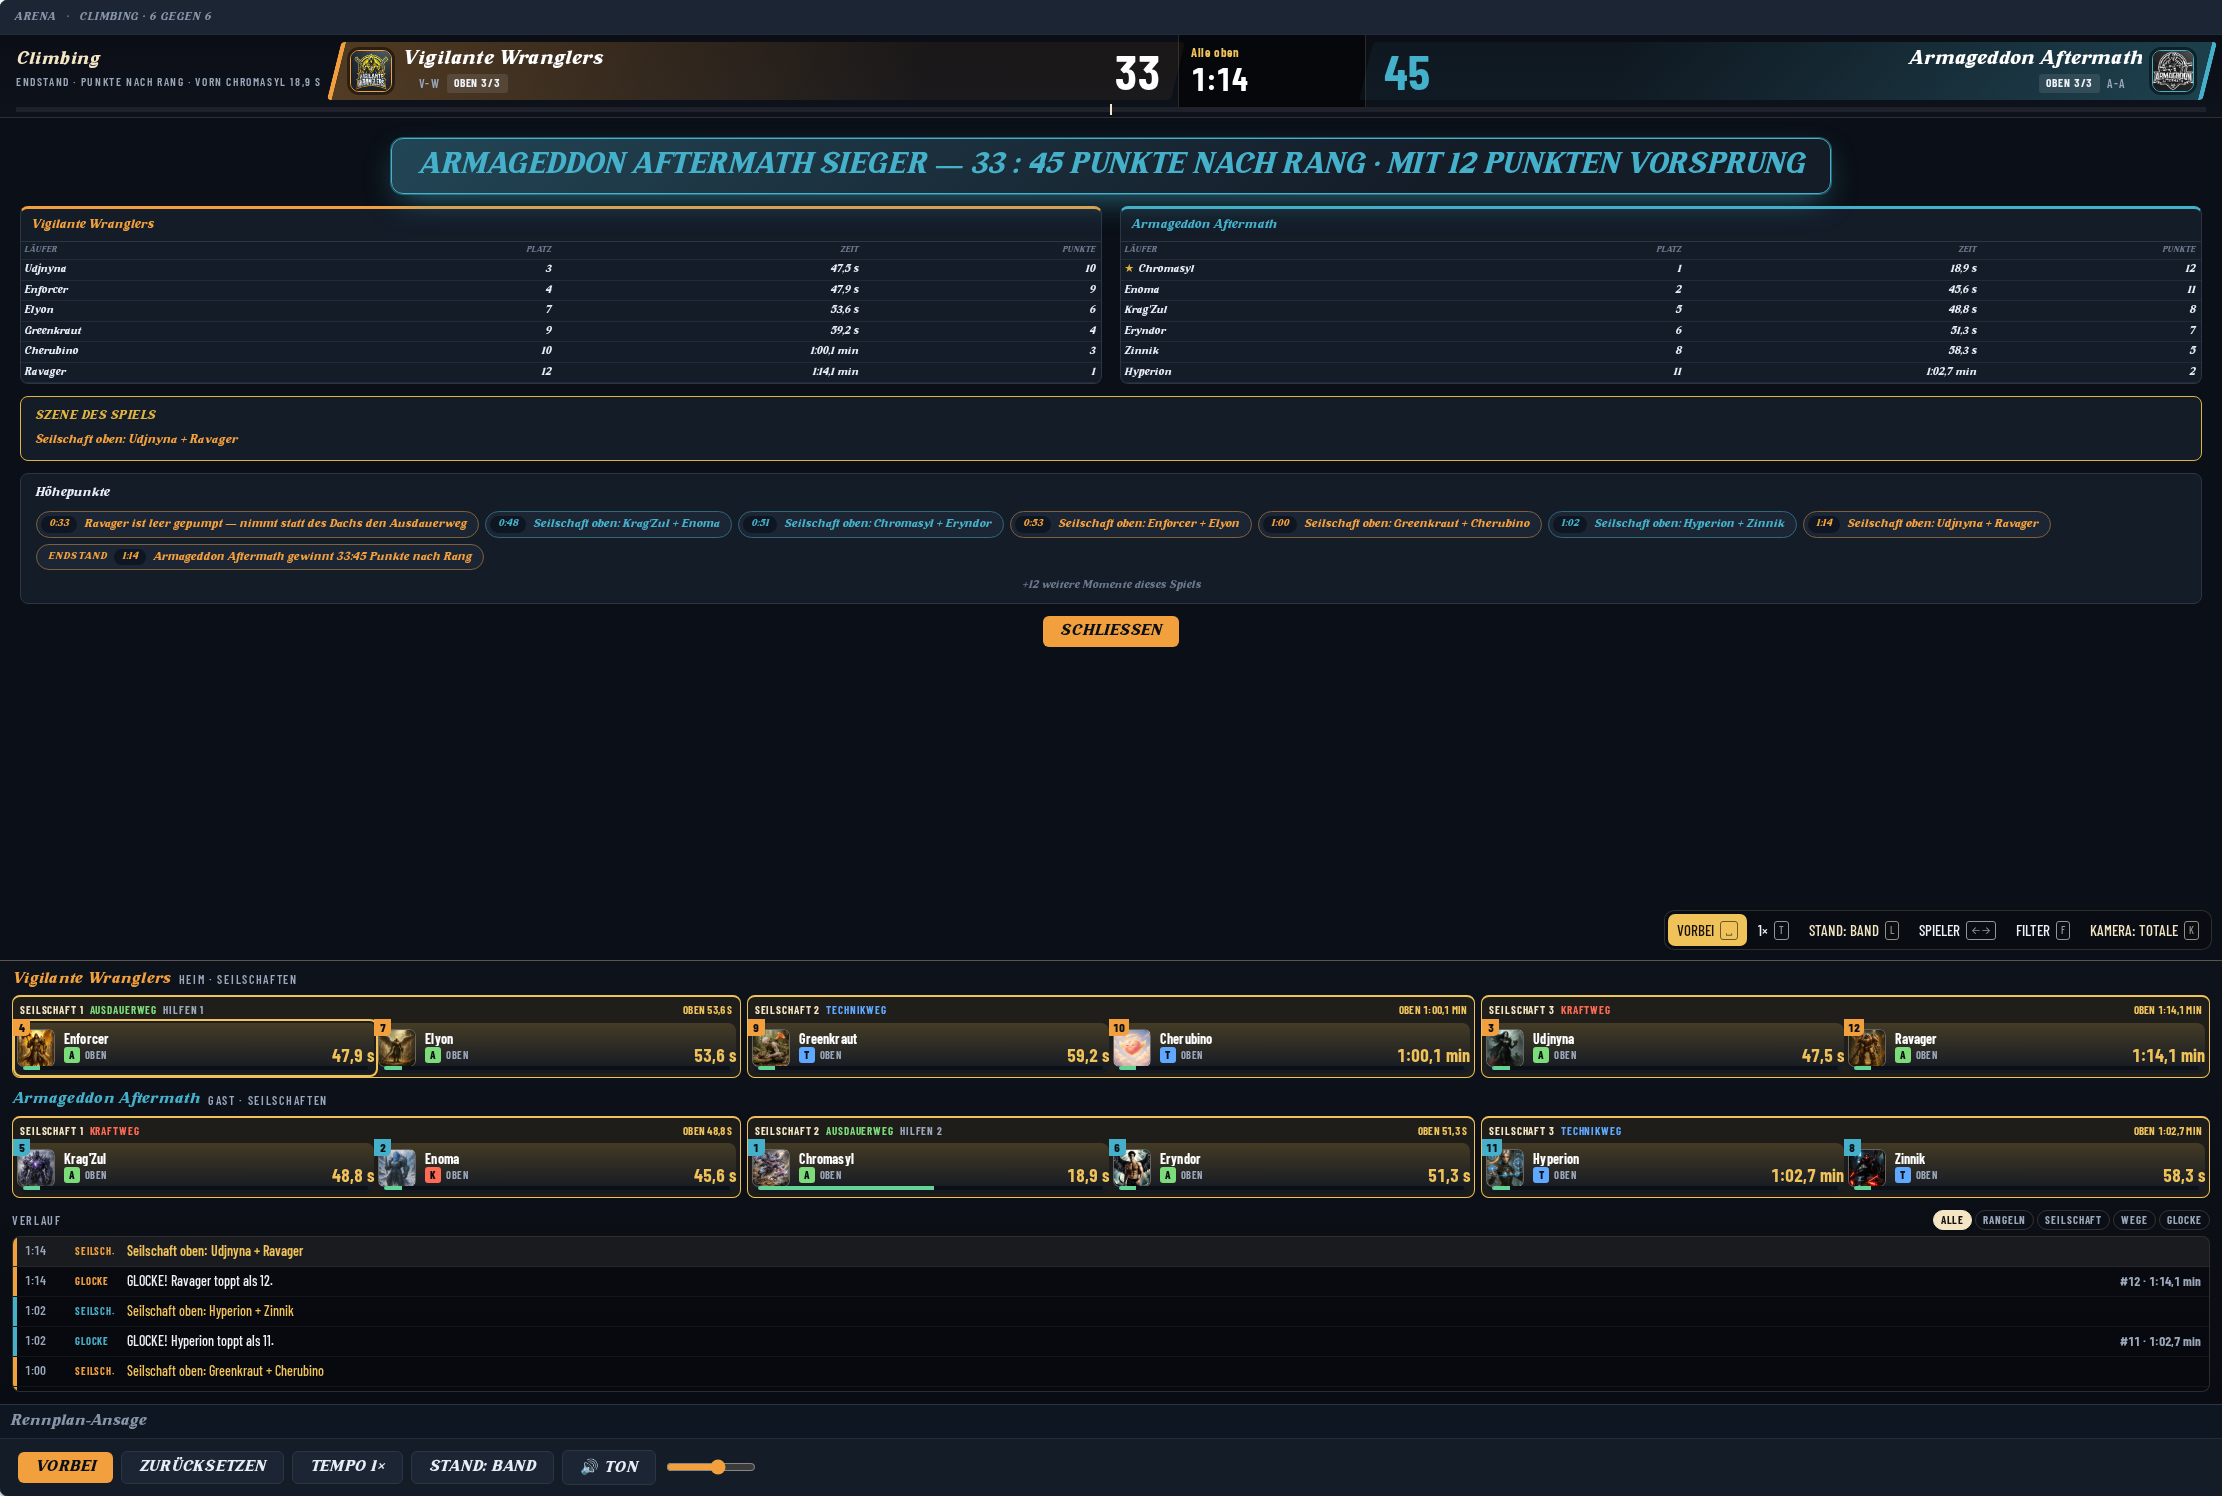 ARENA · CLIMBING · 6 GEGEN 6
Climbing
ENDSTAND · PUNKTE NACH RANG · VORN CHROMASYL 18,9 S
Vigilante Wranglers
V-W OBEN 3/3
33
Alle oben
1:14
45
Armageddon Aftermath
OBEN 3/3 A-A
ARMAGEDDON AFTERMATH SIEGER — 33 : 45 PUNKTE NACH RANG · MIT 12 PUNKTEN VORSPRUNG
Vigilante Wranglers
LÄUFER PLATZ ZEIT PUNKTE
Udjnyna 3 47,5 s 10
Enforcer 4 47,9 s 9
Elyon 7 53,6 s 6
Greenkraut 9 59,2 s 4
Cherubino 10 1:00,1 min 3
Ravager 12 1:14,1 min 1
Armageddon Aftermath
LÄUFER PLATZ ZEIT PUNKTE
★ Chromasyl 1 18,9 s 12
Enoma 2 45,6 s 11
Krag'Zul 5 48,8 s 8
Eryndor 6 51,3 s 7
Zinnik 8 58,3 s 5
Hyperion 11 1:02,7 min 2
SZENE DES SPIELS
Seilschaft oben: Udjnyna + Ravager
Höhepunkte
0:33 Ravager ist leer gepumpt — nimmt statt des Dachs den Ausdauerweg
0:48 Seilschaft oben: Krag'Zul + Enoma
0:51 Seilschaft oben: Chromasyl + Eryndor
0:53 Seilschaft oben: Enforcer + Elyon
1:00 Seilschaft oben: Greenkraut + Cherubino
1:02 Seilschaft oben: Hyperion + Zinnik
1:14 Seilschaft oben: Udjnyna + Ravager
ENDSTAND 1:14 Armageddon Aftermath gewinnt 33:45 Punkte nach Rang
+12 weitere Momente dieses Spiels
SCHLIESSEN
VORBEI 1× T STAND: BAND L SPIELER ←→ FILTER F KAMERA: TOTALE K
Vigilante Wranglers HEIM · SEILSCHAFTEN
SEILSCHAFT 1 AUSDAUERWEG HILFEN 1 OBEN 53,6 S
4 Enforcer A OBEN 47,9 s
7 Elyon A OBEN 53,6 s
SEILSCHAFT 2 TECHNIKWEG OBEN 1:00,1 MIN
9 Greenkraut T OBEN 59,2 s
10 Cherubino T OBEN 1:00,1 min
SEILSCHAFT 3 KRAFTWEG OBEN 1:14,1 MIN
3 Udjnyna A OBEN 47,5 s
12 Ravager A OBEN 1:14,1 min
Armageddon Aftermath GAST · SEILSCHAFTEN
SEILSCHAFT 1 KRAFTWEG OBEN 48,8 S
5 Krag'Zul A OBEN 48,8 s
2 Enoma K OBEN 45,6 s
SEILSCHAFT 2 AUSDAUERWEG HILFEN 2 OBEN 51,3 S
1 Chromasyl A OBEN 18,9 s
6 Eryndor A OBEN 51,3 s
SEILSCHAFT 3 TECHNIKWEG OBEN 1:02,7 MIN
11 Hyperion T OBEN 1:02,7 min
8 Zinnik T OBEN 58,3 s
VERLAUF
ALLE RANGELN SEILSCHAFT WEGE GLOCKE
1:14 SEILSCH. Seilschaft oben: Udjnyna + Ravager
1:14 GLOCKE GLOCKE! Ravager toppt als 12. #12 · 1:14,1 min
1:02 SEILSCH. Seilschaft oben: Hyperion + Zinnik
1:02 GLOCKE GLOCKE! Hyperion toppt als 11. #11 · 1:02,7 min
1:00 SEILSCH. Seilschaft oben: Greenkraut + Cherubino
Rennplan-Ansage
VORBEI ZURÜCKSETZEN TEMPO 1× STAND: BAND TON